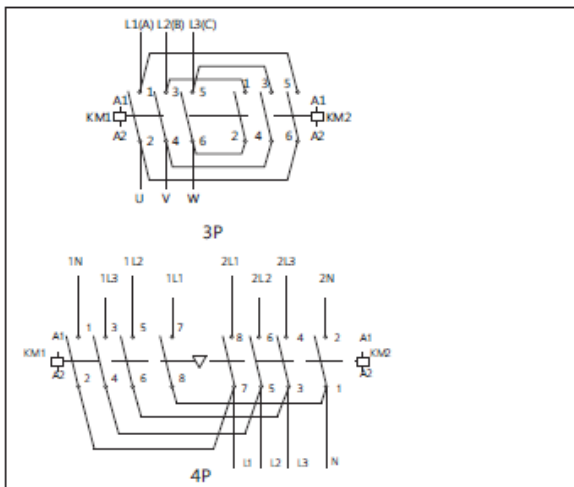 L1(A) L2(B) L3(C)
1 3 5 1 3 5
A1 A1
KM1 KM2
A2 A2
2 4 6 2 4 6
U V W
3P
1N 1L2 2L1 2L3
1L3 1L1 2L2 2N
A1 1 3 5 7 8 6 4 2 A1
KM1 KM2
A2 2 4 6 8 7 5 3 1 A2
L1 L2 L3 N
4P